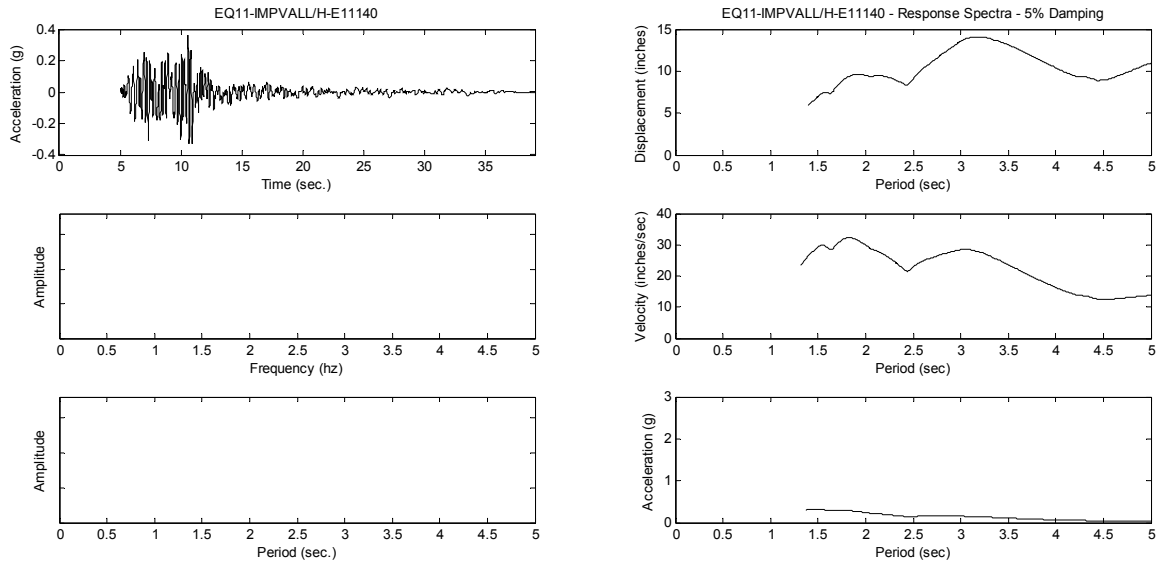 EQ11-IMPVALL/H-E11140
Acceleration (g)
0.4
0.2
0
-0.2
-0.4
0 5 10 15 20 25 30 35
Time (sec.)
Amplitude
0 0.5 1 1.5 2 2.5 3 3.5 4 4.5 5
Frequency (hz)
Amplitude
0 0.5 1 1.5 2 2.5 3 3.5 4 4.5 5
Period (sec.)
EQ11-IMPVALL/H-E11140 - Response Spectra - 5% Damping
Displacement (inches)
15
10
5
0
0 0.5 1 1.5 2 2.5 3 3.5 4 4.5 5
Period (sec)
Velocity (inches/sec)
40
30
20
10
0
0 0.5 1 1.5 2 2.5 3 3.5 4 4.5 5
Period (sec)
Acceleration (g)
3
2
1
0
0 0.5 1 1.5 2 2.5 3 3.5 4 4.5 5
Period (sec)